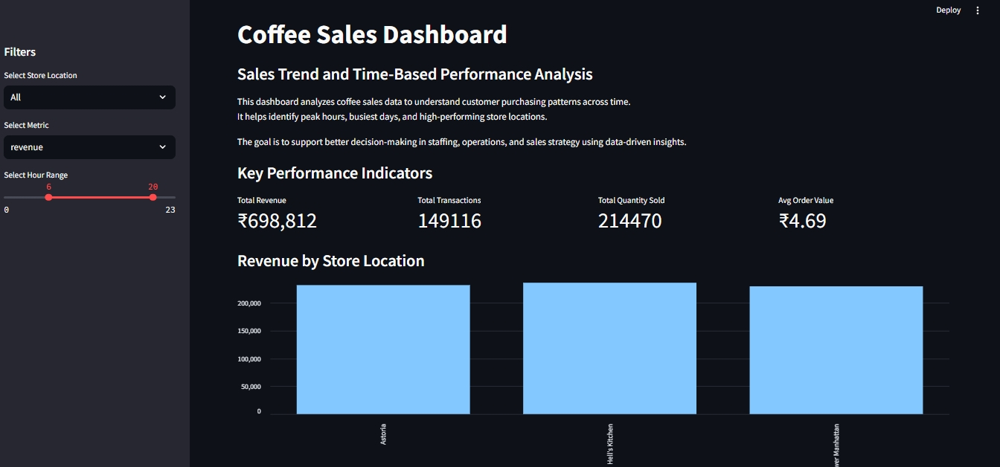 Deploy
Filters
Select Store Location
All
Select Metric
revenue
Select Hour Range
6 20
0 23
Coffee Sales Dashboard
Sales Trend and Time-Based Performance Analysis
This dashboard analyzes coffee sales data to understand customer purchasing patterns across time.
It helps identify peak hours, busiest days, and high-performing store locations.
The goal is to support better decision-making in staffing, operations, and sales strategy using data-driven insights.
Key Performance Indicators
Total Revenue Total Transactions Total Quantity Sold Avg Order Value
₹698,812 149116 214470 ₹4.69
Revenue by Store Location
200,000
150,000
100,000
50,000
0
Astoria
Hell's Kitchen
Manhattan